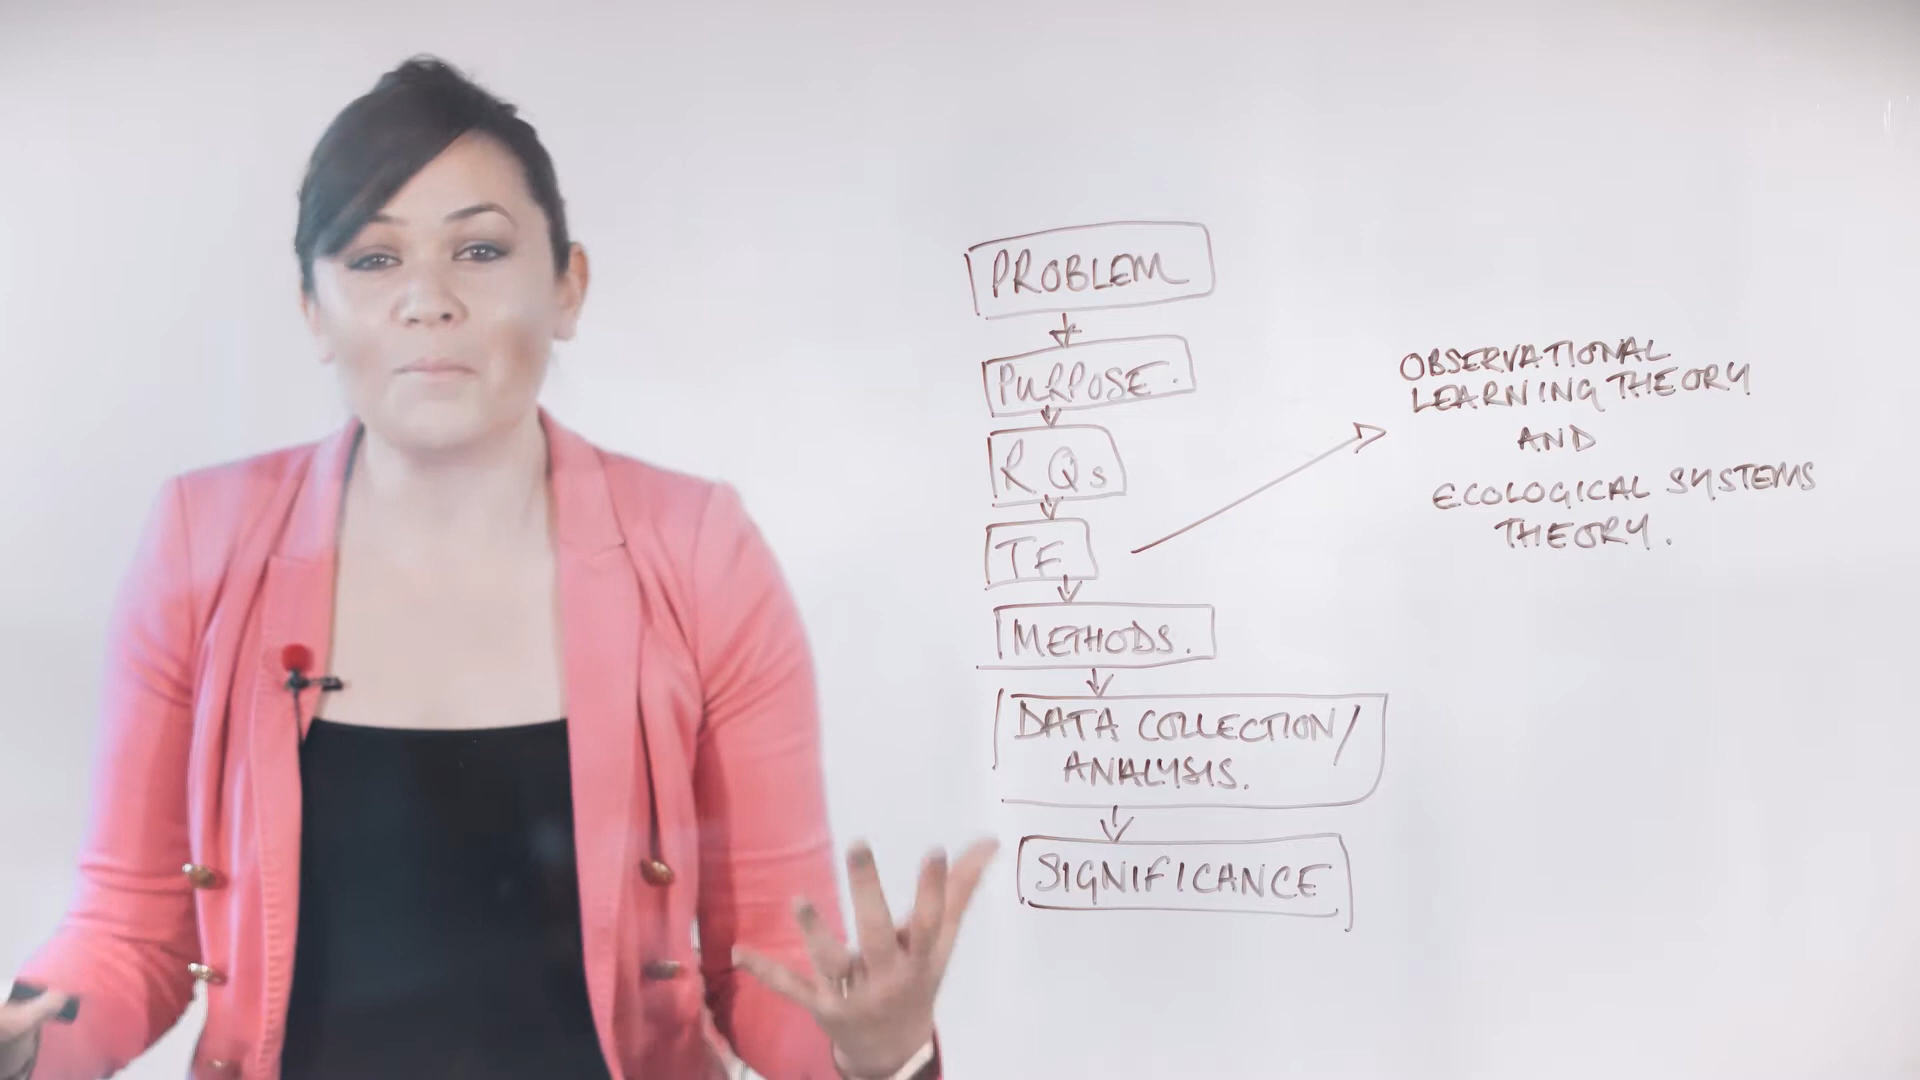 PROBLEM
PURPOSE.
RQs
TF
METHODS.
DATA COLLECTION/
ANALYSIS.
SIGNIFICANCE
OBSERVATIONAL
LEARNING THEORY
AND
ECOLOGICAL SYSTEMS
THEORY.